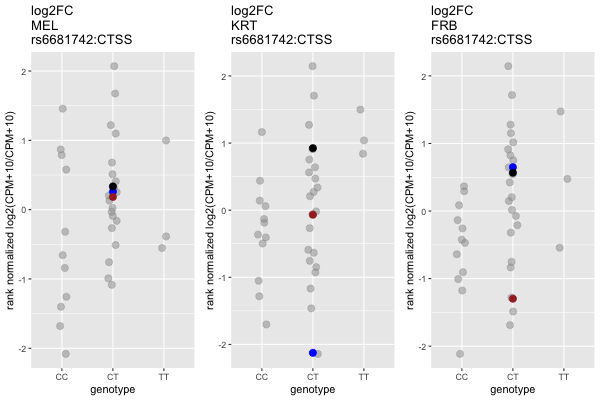 log2FC
MEL
rs6681742:CTSS
rank normalized log2(CPM+10/CPM+10)
2
1
0
-1
-2
CC
CT
TT
genotype
log2FC
KRT
rs6681742:CTSS
rank normalized log2(CPM+10/CPM+10)
2
1
0
-1
-2
CC
CT
TT
genotype
log2FC
FRB
rs6681742:CTSS
rank normalized log2(CPM+10/CPM+10)
2
1
0
-1
-2
CC
CT
TT
genotype